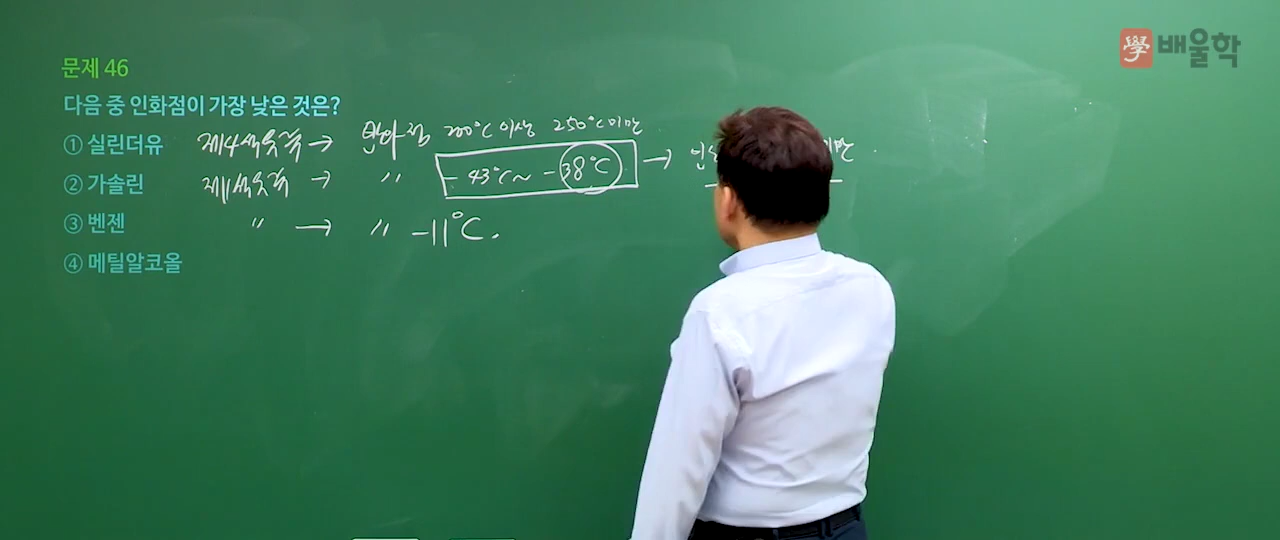 學 배울학
문제 46
다음 중 인화점이 가장 낮은 것은?
① 실린더유 제4석유류 → 인화점 200℃ 이상 250℃ 미만
② 가솔린 제1석유류 → 〃 -43℃ ~ -38℃ → 미만
③ 벤젠 〃 → 〃 -11℃.
④ 메틸알코올